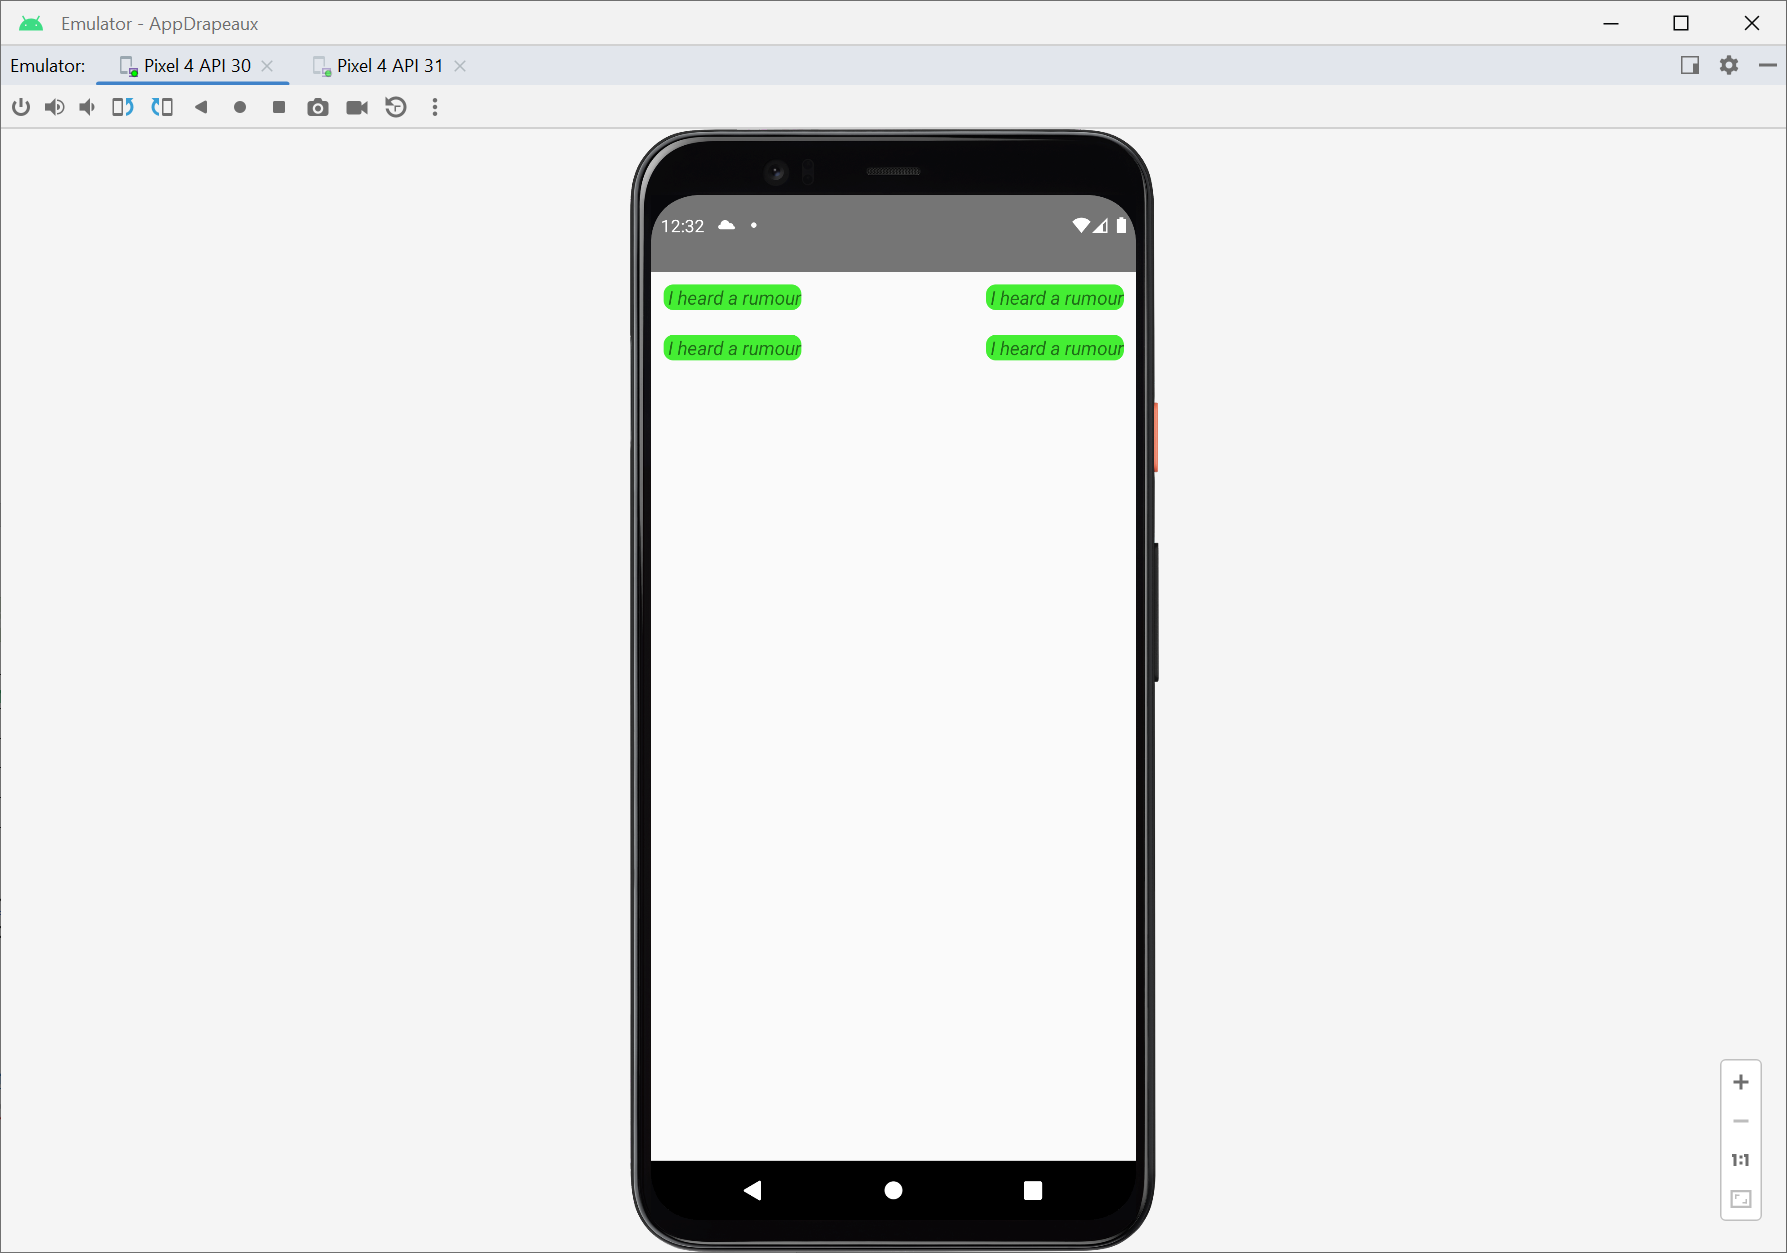 Emulator - AppDrapeaux
Emulator: Pixel 4 API 30 Pixel 4 API 31
12:32
I heard a rumour I heard a rumour
I heard a rumour I heard a rumour
1:1